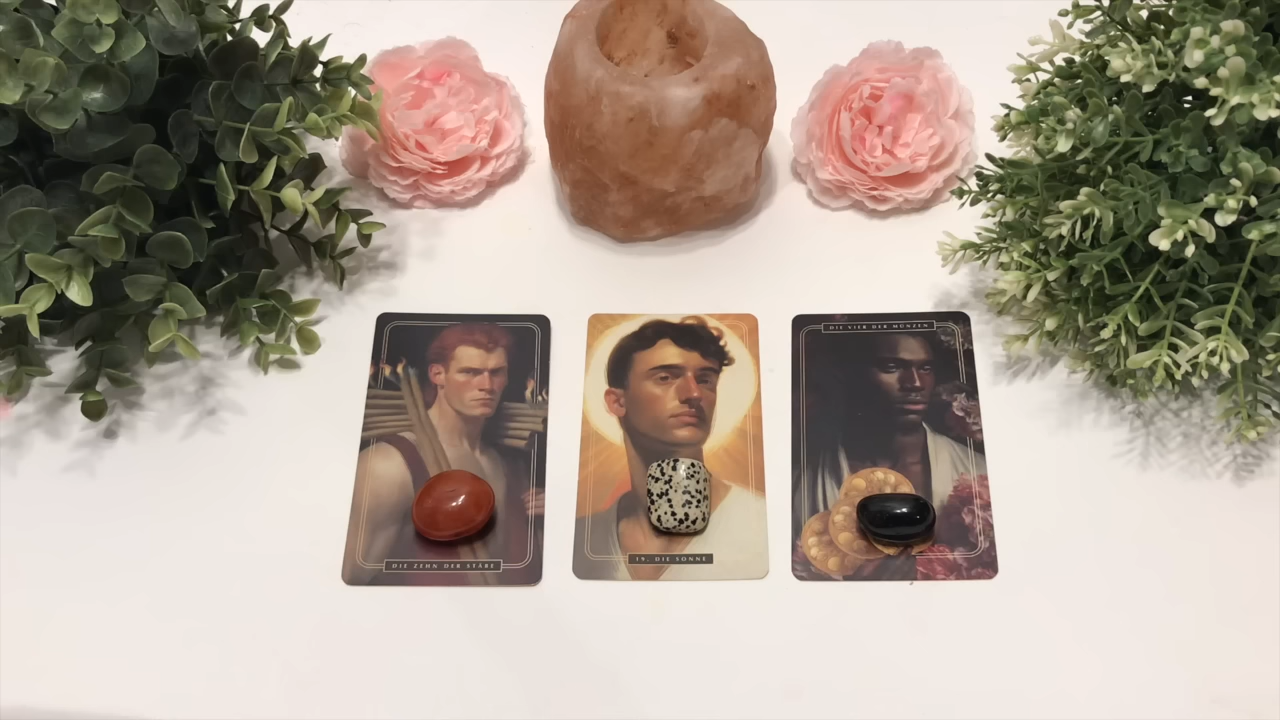 DIE ZEHN DER STÄBE
19. DIE SONNE
DIE VIER DER MÜNZEN